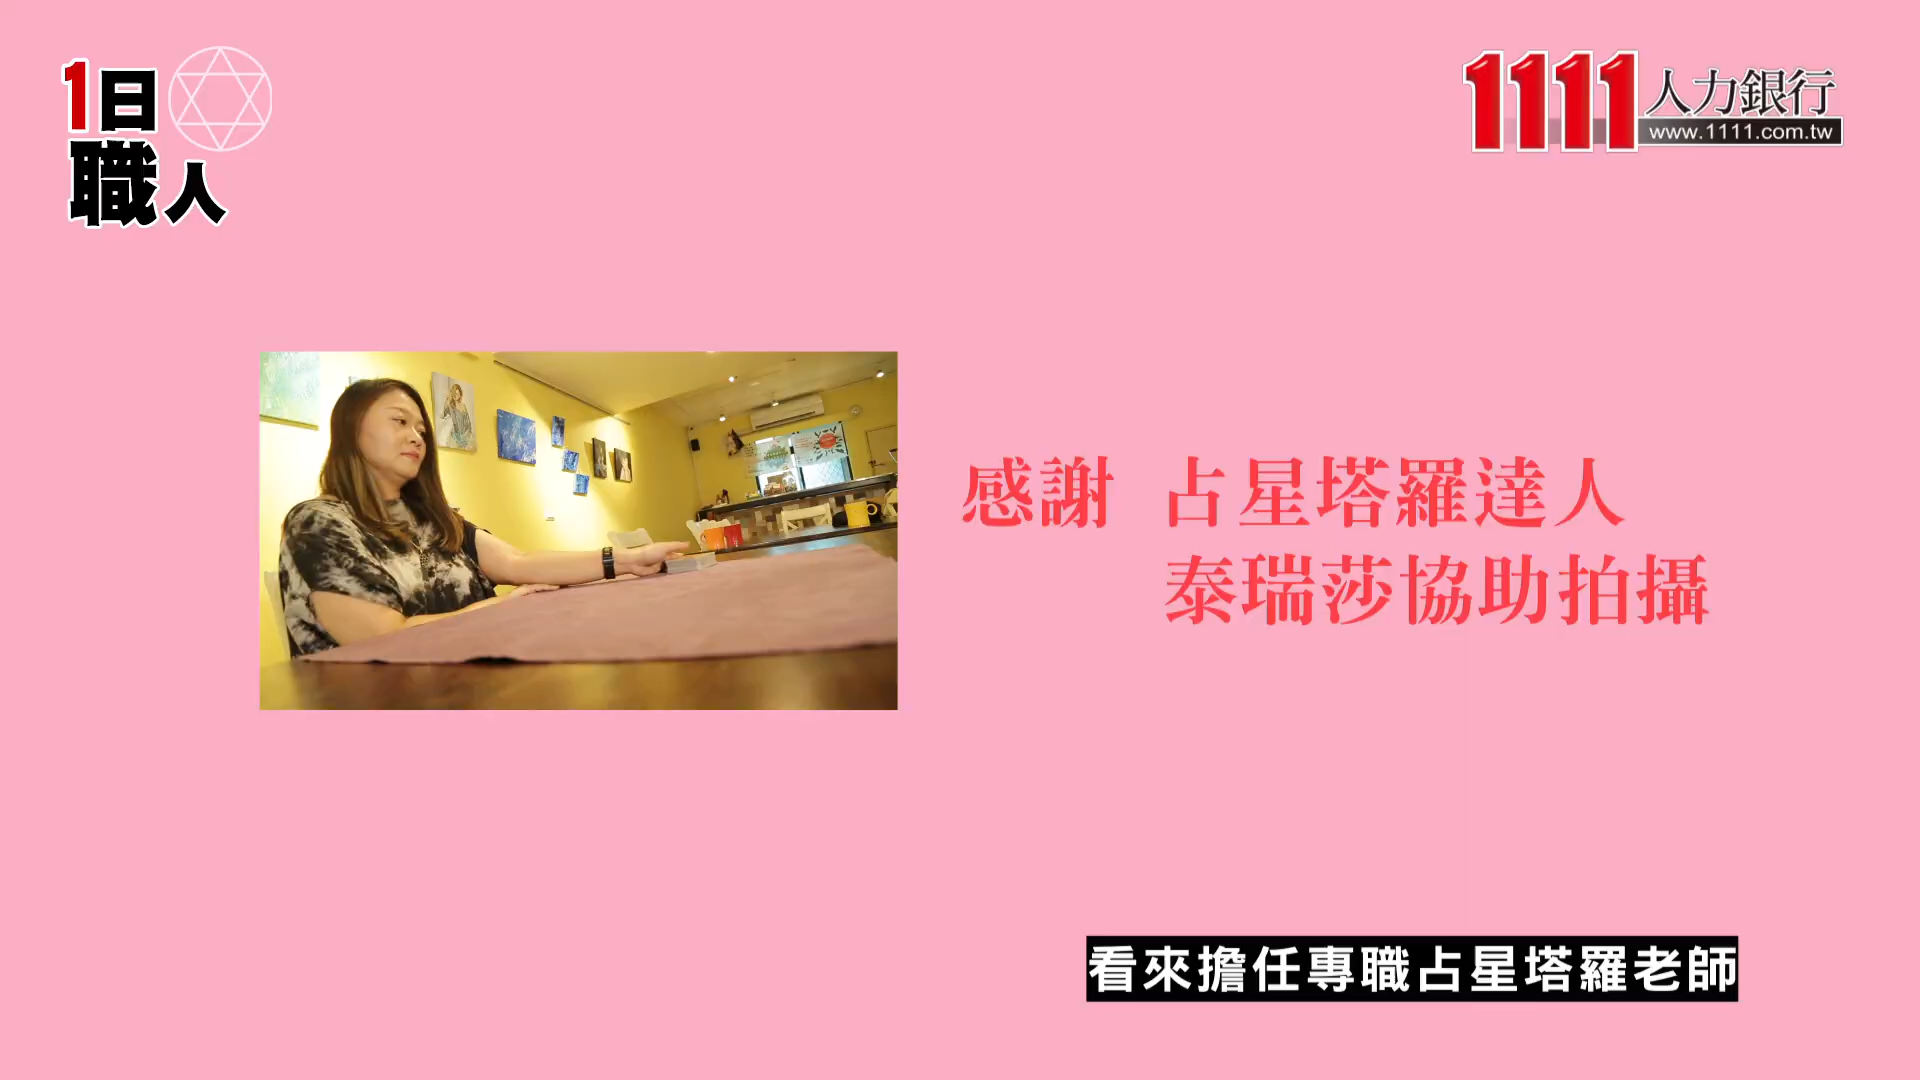 1日
職人
1111人力銀行
www.1111.com.tw
感謝 占星塔羅達人
泰瑞莎協助拍攝
看來擔任專職占星塔羅老師